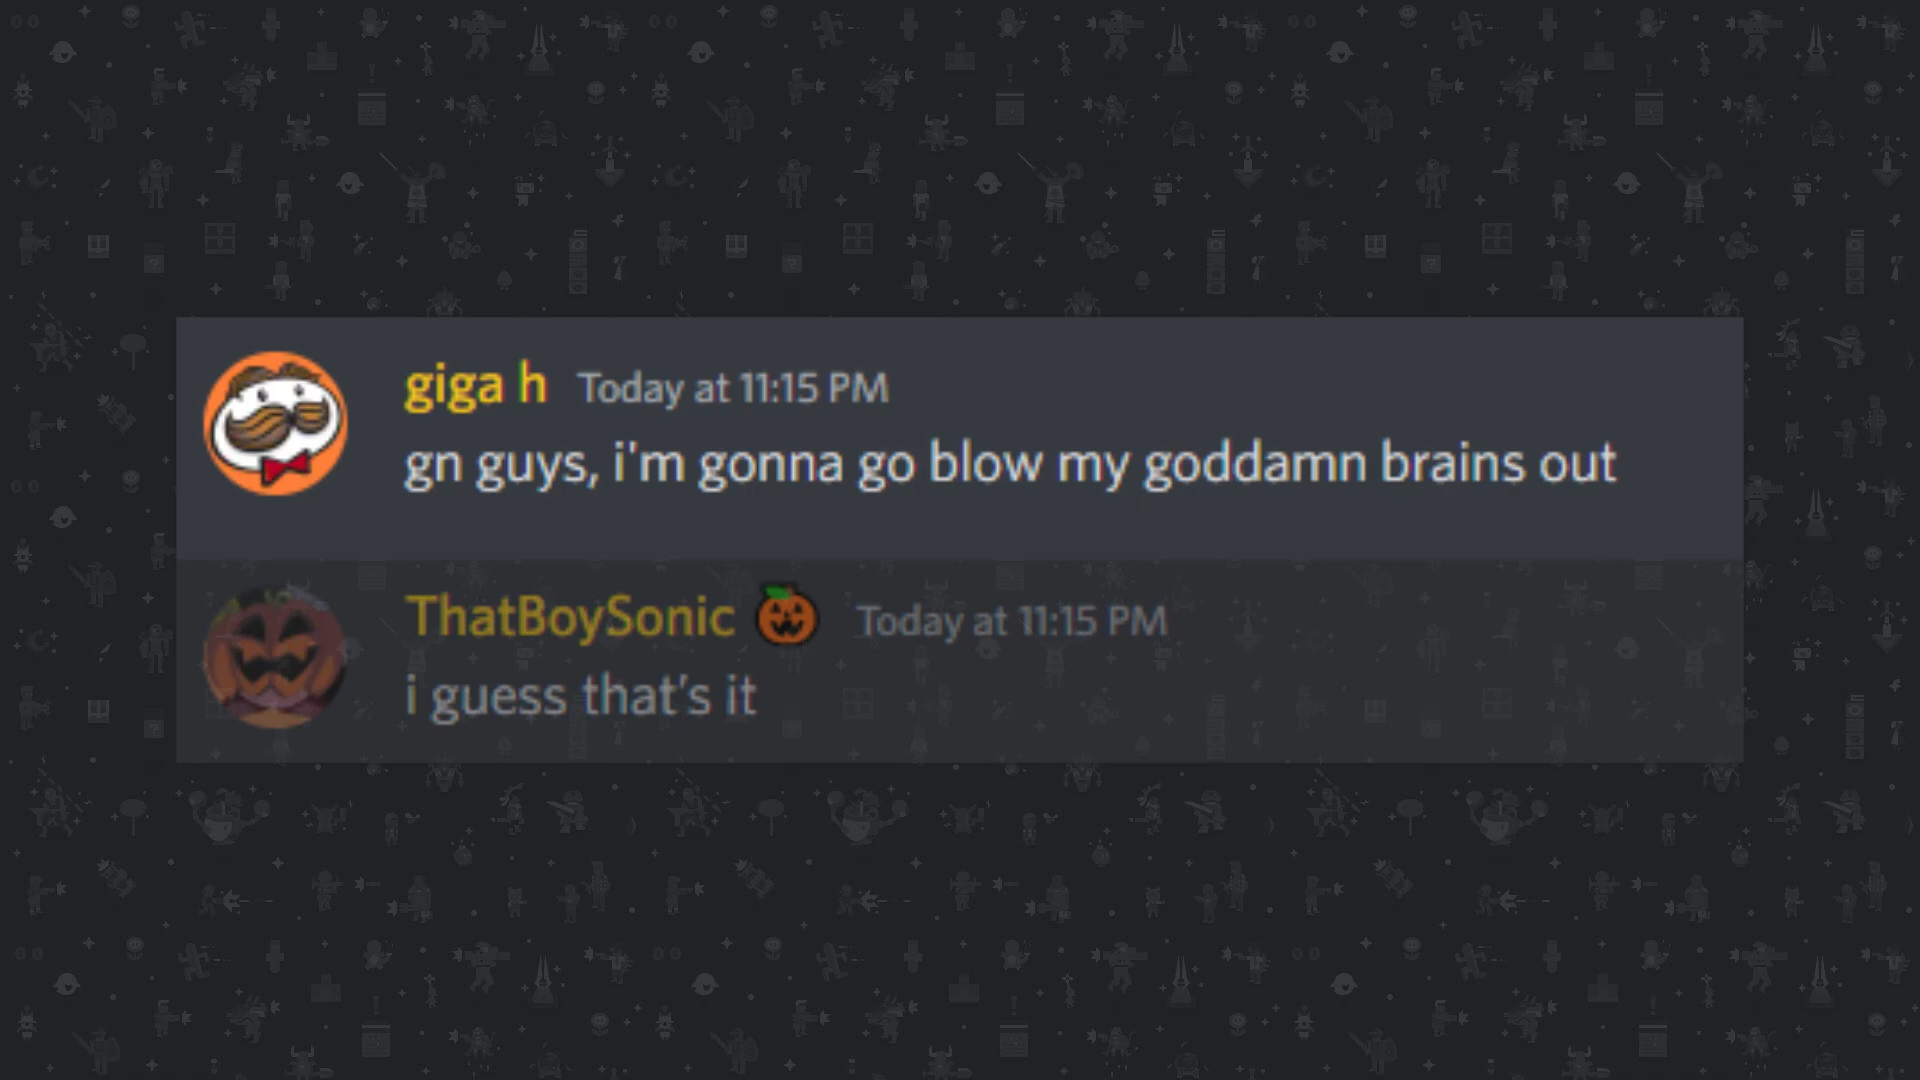 giga h Today at 11:15 PM
gn guys, i'm gonna go blow my goddamn brains out
ThatBoySonic 🎃 Today at 11:15 PM
i guess that's it